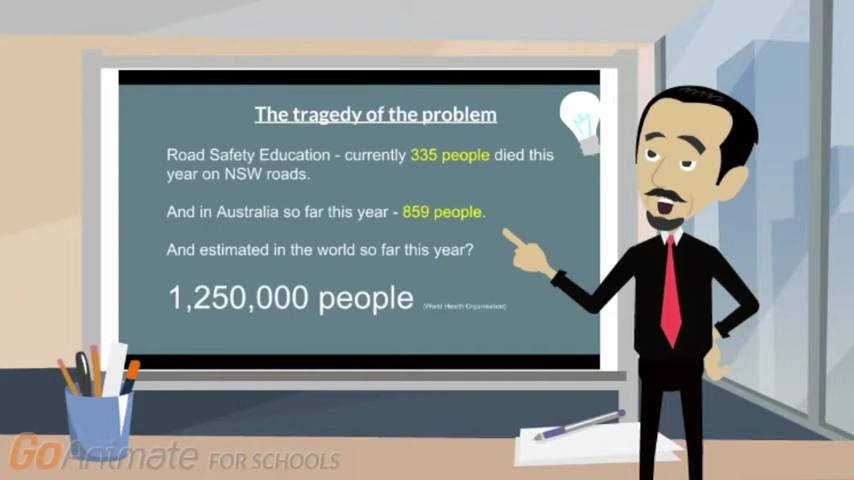 The tragedy of the problem
Road Safety Education - currently 335 people died this
year on NSW roads.
And in Australia so far this year - 859 people.
And estimated in the world so far this year?
1,250,000 people (World Health Organisation)
GoAnimate FOR SCHOOLS